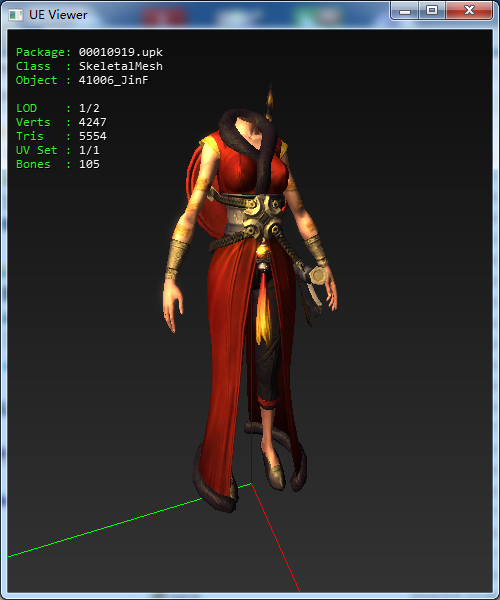 UE Viewer
Package: 00010919.upk
Class  : SkeletalMesh
Object : 41006_JinF
LOD    : 1/2
Verts  : 4247
Tris   : 5554
UV Set : 1/1
Bones  : 105